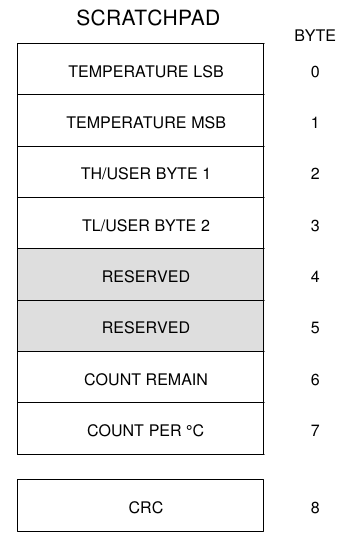 SCRATCHPAD
BYTE
TEMPERATURE LSB 0
TEMPERATURE MSB 1
TH/USER BYTE 1 2
TL/USER BYTE 2 3
RESERVED 4
RESERVED 5
COUNT REMAIN 6
COUNT PER °C 7
CRC 8